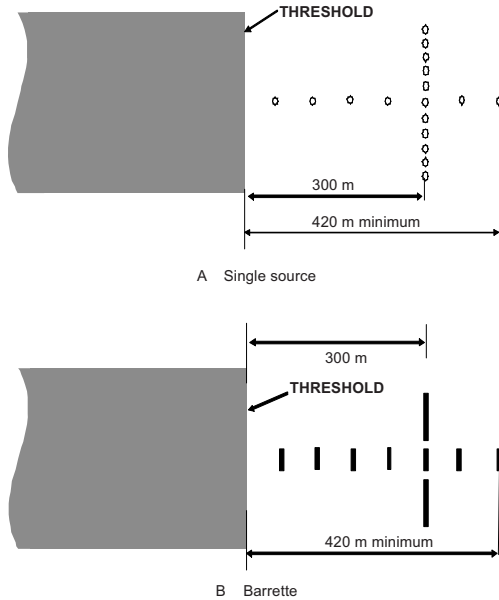 THRESHOLD
300 m
420 m minimum
A Single source
300 m
THRESHOLD
420 m minimum
B Barrette